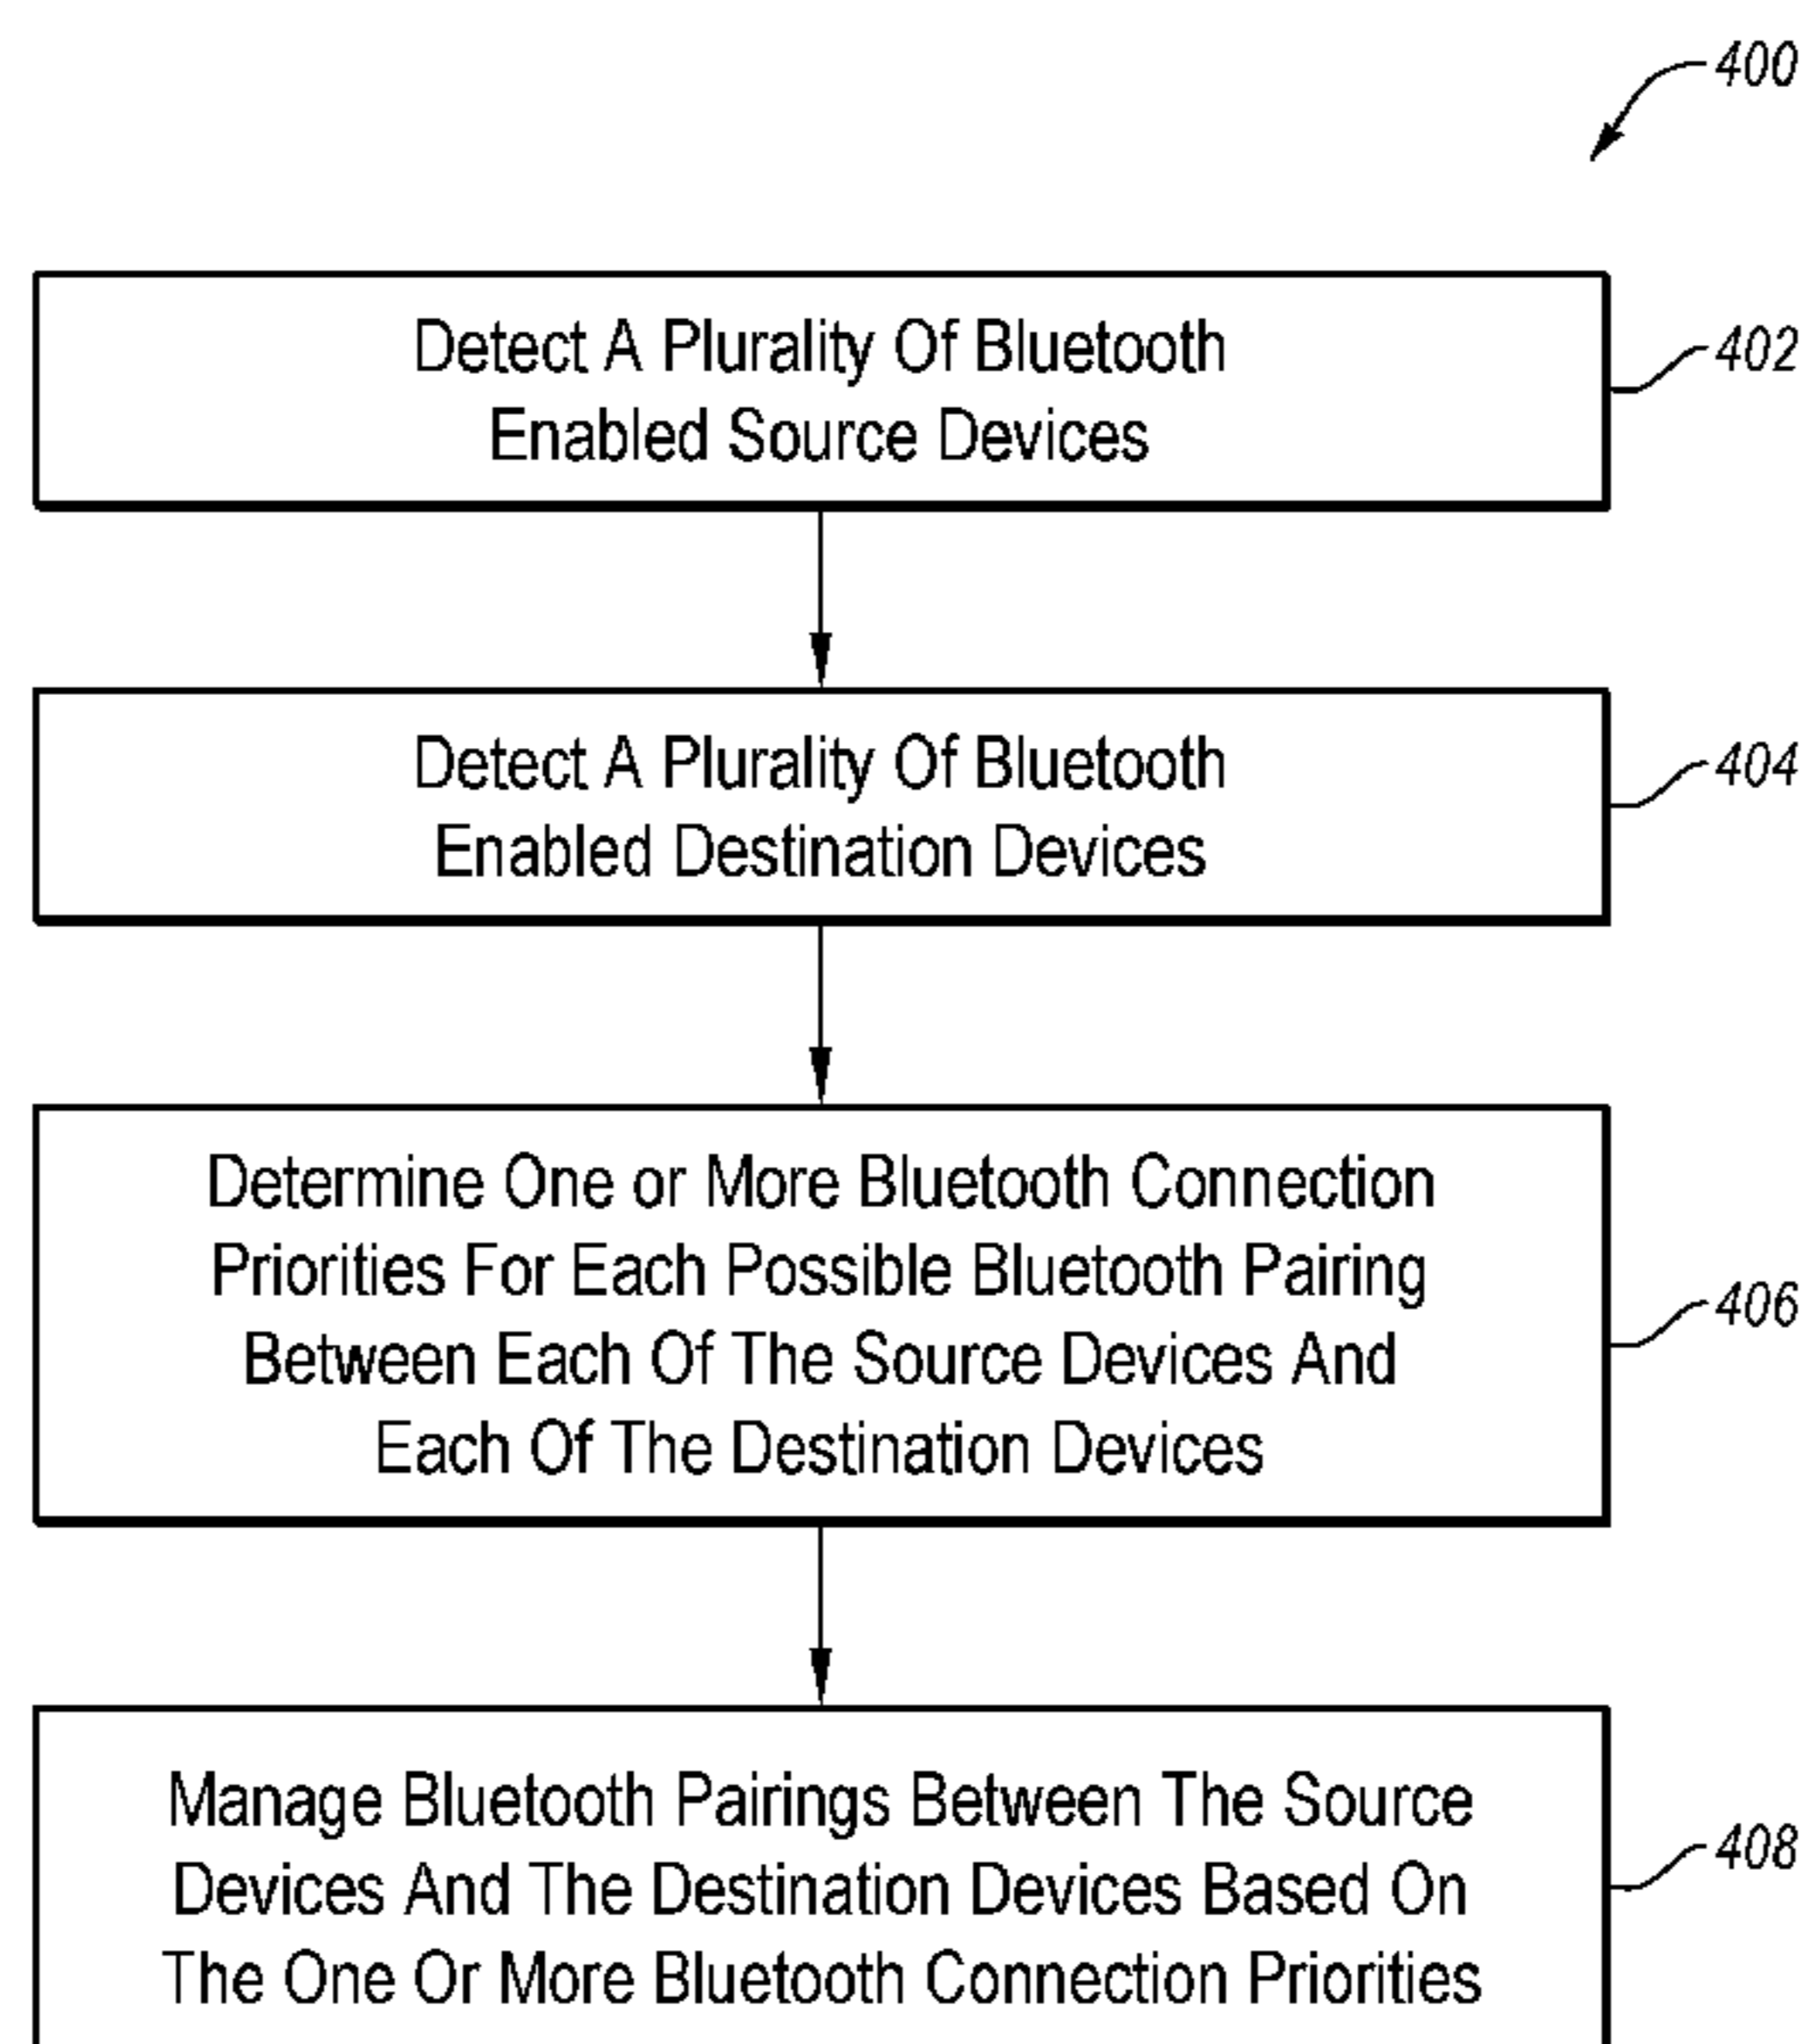 400
Detect A Plurality Of Bluetooth
Enabled Source Devices
402
Detect A Plurality Of Bluetooth
Enabled Destination Devices
404
Determine One or More Bluetooth Connection
Priorities For Each Possible Bluetooth Pairing
Between Each Of The Source Devices And
Each Of The Destination Devices
406
Manage Bluetooth Pairings Between The Source
Devices And The Destination Devices Based On
The One Or More Bluetooth Connection Priorities
408